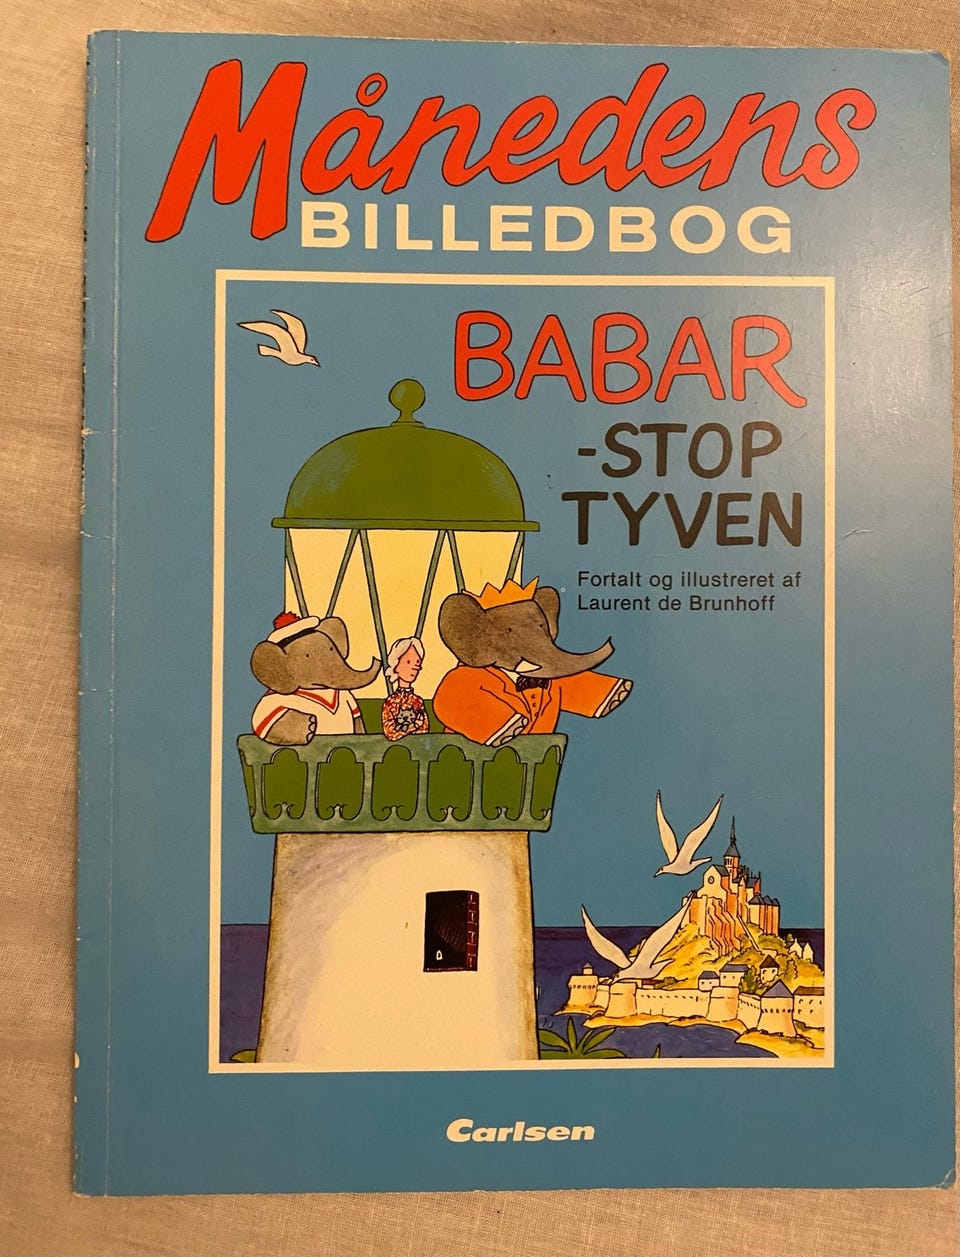 Månedens
BILLEDBOG
BABAR
-STOP
TYVEN
Fortalt og illustreret af
Laurent de Brunhoff
Carlsen